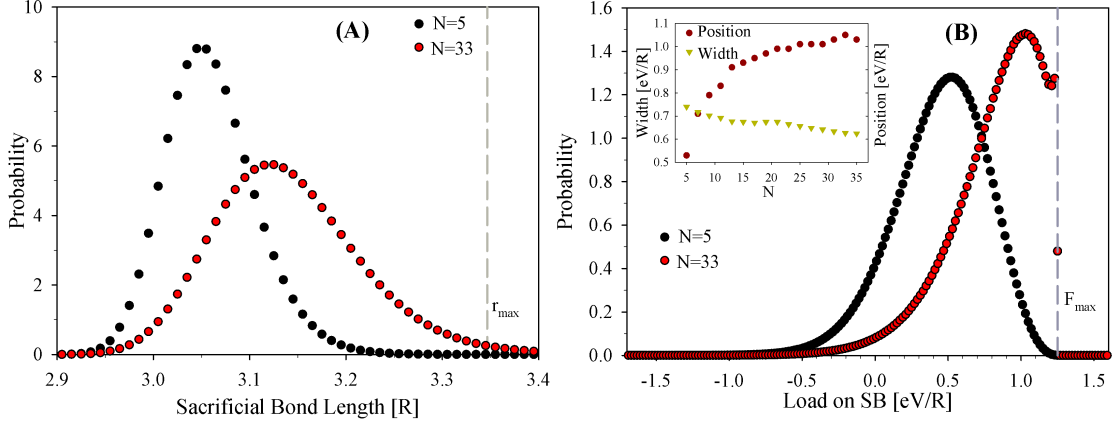 (A)
N=5
N=33
r max
Probability
10
8
6
4
2
0
2.9
3.0
3.1
3.2
3.3
3.4
Sacrificial Bond Length [R]
(B)
N=5
N=33
F max
Probability
1.6
1.4
1.2
1.0
0.8
0.6
0.4
0.2
0.0
-1.5
-1.0
-0.5
0.0
0.5
1.0
1.5
Load on SB [eV/R]
Position
Width
Width [eV/R]
Position [eV/R]
1.1
1.0
0.9
0.8
0.7
0.6
0.5
5
10
15
20
25
30
35
N